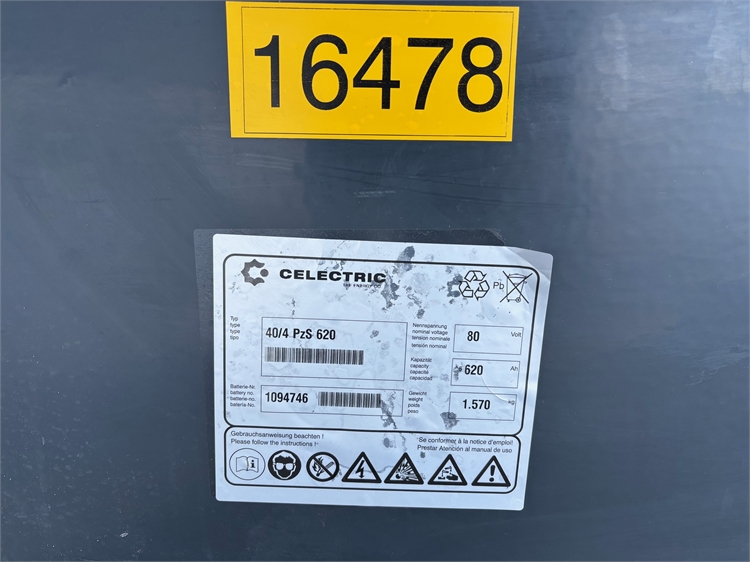 16478
CELECTRIC
THE ENERGY CO.
Pb
Typ
type
type
tipo
40/4 PzS 620
Nennspannung
nominal voltage
tension nominale
tensión nominal
80 Volt
Kapazität
capacity
capacité
capacidad
620 Ah
Batterie-Nr.
battery no.
batterie-no.
batería-No.
1094746
Gewicht
weight
poids
peso
1.570 kg
Gebrauchsanweisung beachten !
Please follow the instructions !
Se conformer à la notice d'emploi!
Prestar Atención al manual de uso